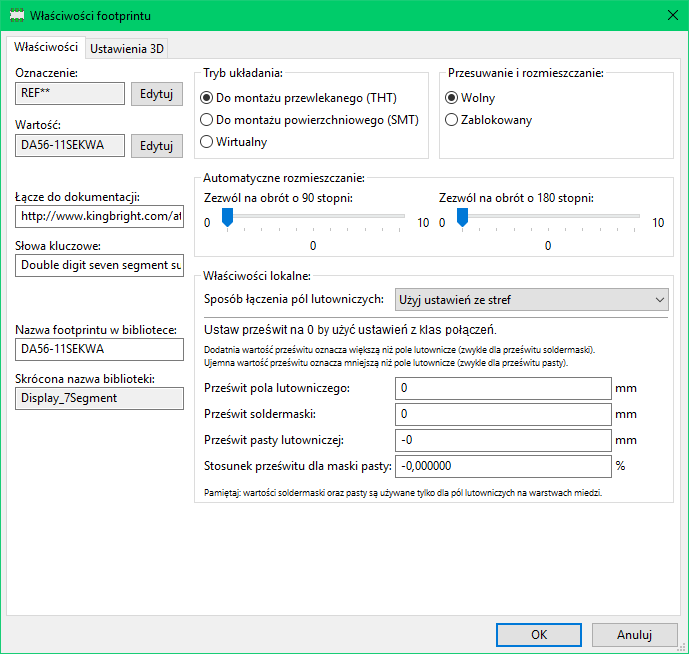 Właściwości footprintu
Właściwości
Ustawienia 3D
Oznaczenie:
REF**
Edytuj
Wartość:
DA56-11SEKWA
Edytuj
Łącze do dokumentacji:
http://www.kingbright.com/at
Słowa kluczowe:
Double digit seven segment su
Nazwa footprintu w bibliotece:
DA56-11SEKWA
Skrócona nazwa biblioteki:
Display_7Segment
Tryb układania:
Do montażu przewlekanego (THT)
Do montażu powierzchniowego (SMT)
Wirtualny
Przesuwanie i rozmieszczanie:
Wolny
Zablokowany
Automatyczne rozmieszczanie:
Zezwól na obrót o 90 stopni:
0 10
0
Zezwól na obrót o 180 stopni:
0 10
0
Właściwości lokalne:
Sposób łączenia pól lutowniczych: Użyj ustawień ze stref
Ustaw prześwit na 0 by użyć ustawień z klas połączeń.
Dodatnia wartość prześwitu oznacza większą niż pole lutownicze (zwykle dla prześwitu soldermaski).
Ujemna wartość prześwitu oznacza mniejszą niż pole lutownicze (zwykle dla prześwitu pasty).
Prześwit pola lutowniczego: 0 mm
Prześwit soldermaski: 0 mm
Prześwit pasty lutowniczej: -0 mm
Stosunek prześwitu dla maski pasty: -0,000000 %
Pamiętaj: wartości soldermaski oraz pasty są używane tylko dla pól lutowniczych na warstwach miedzi.
OK
Anuluj